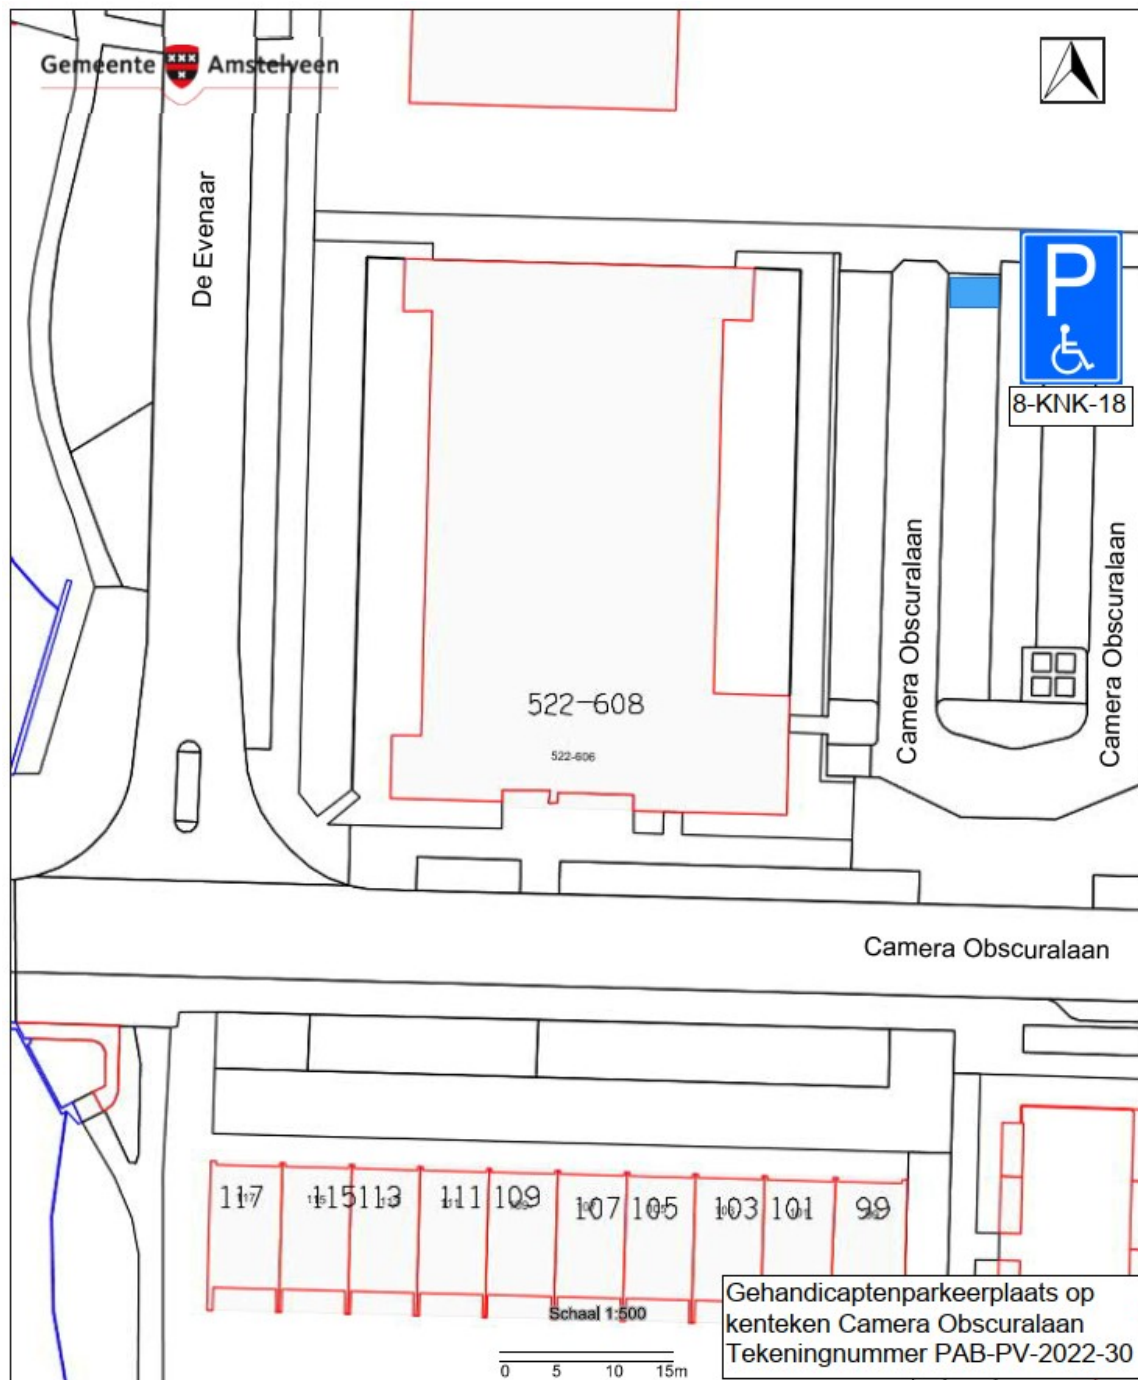 Gemeente Amstelveen
De Evenaar
P
8-KNK-18
Camera Obscuralaan
Camera Obscuralaan
522-608
522-606
Camera Obscuralaan
117 115 113 111 109 107 105 103 101 99
Schaal 1:500
0 5 10 15m
Gehandicaptenparkeerplaats op
kenteken Camera Obscuralaan
Tekeningnummer PAB-PV-2022-30